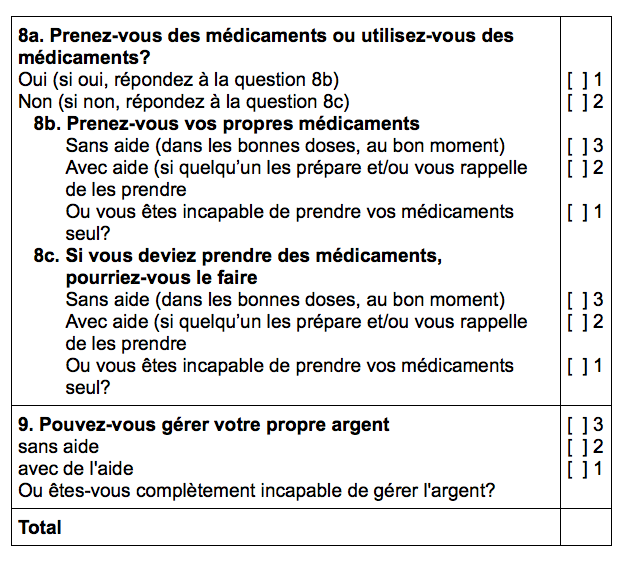 8a. Prenez-vous des médicaments ou utilisez-vous des
médicaments?
Oui (si oui, répondez à la question 8b) [ ] 1
Non (si non, répondez à la question 8c) [ ] 2
8b. Prenez-vous vos propres médicaments
Sans aide (dans les bonnes doses, au bon moment) [ ] 3
Avec aide (si quelqu'un les prépare et/ou vous rappelle [ ] 2
de les prendre
Ou vous êtes incapable de prendre vos médicaments [ ] 1
seul?
8c. Si vous deviez prendre des médicaments,
pourriez-vous le faire
Sans aide (dans les bonnes doses, au bon moment) [ ] 3
Avec aide (si quelqu'un les prépare et/ou vous rappelle [ ] 2
de les prendre
Ou vous êtes incapable de prendre vos médicaments [ ] 1
seul?
9. Pouvez-vous gérer votre propre argent [ ] 3
sans aide [ ] 2
avec de l'aide [ ] 1
Ou êtes-vous complètement incapable de gérer l'argent?
Total